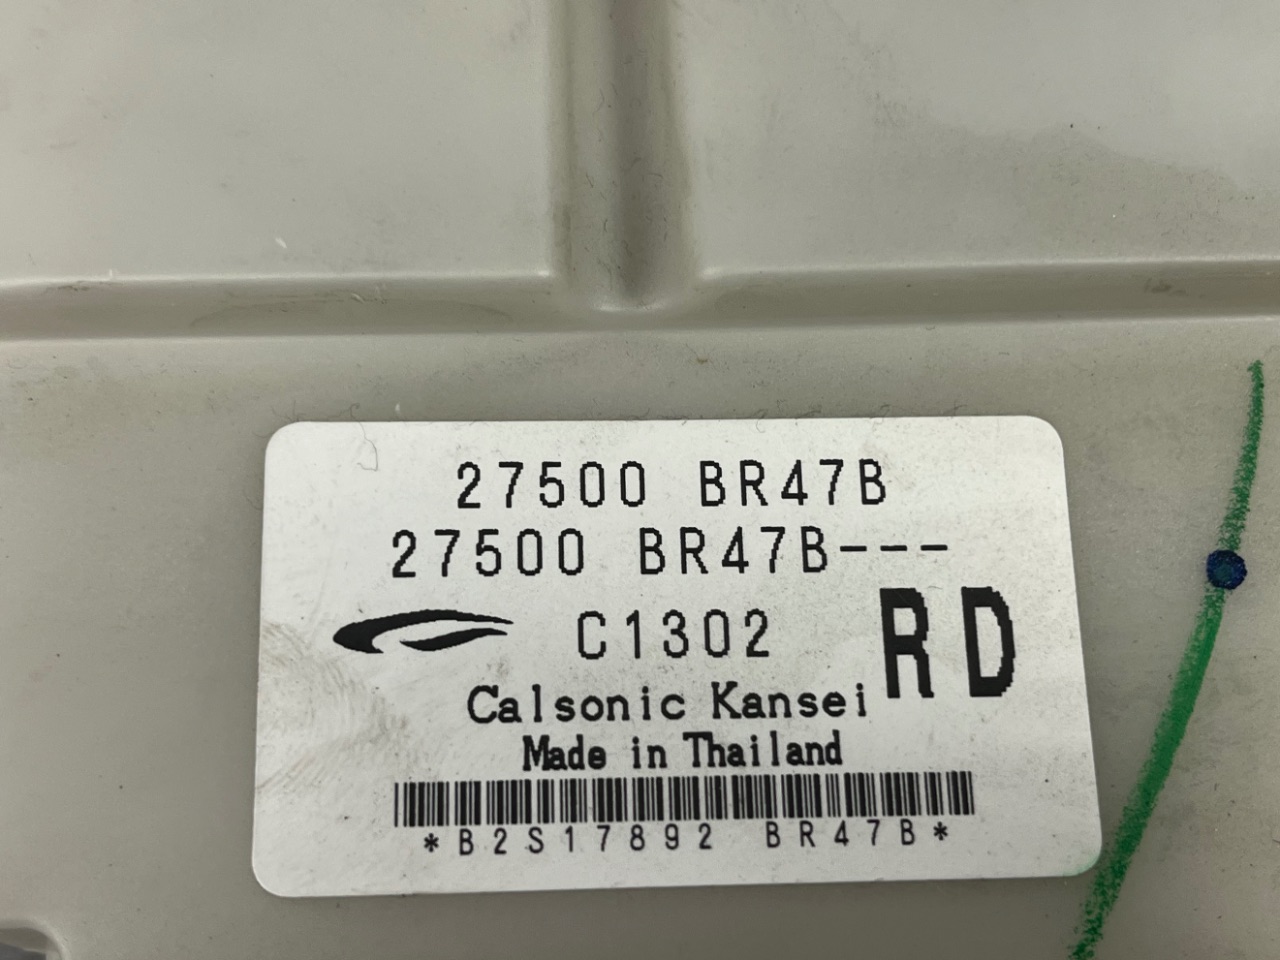 27500 BR47B
27500 BR47B---
C1302
RD
Calsonic Kansei
Made in Thailand
*B2S17892 BR47B*